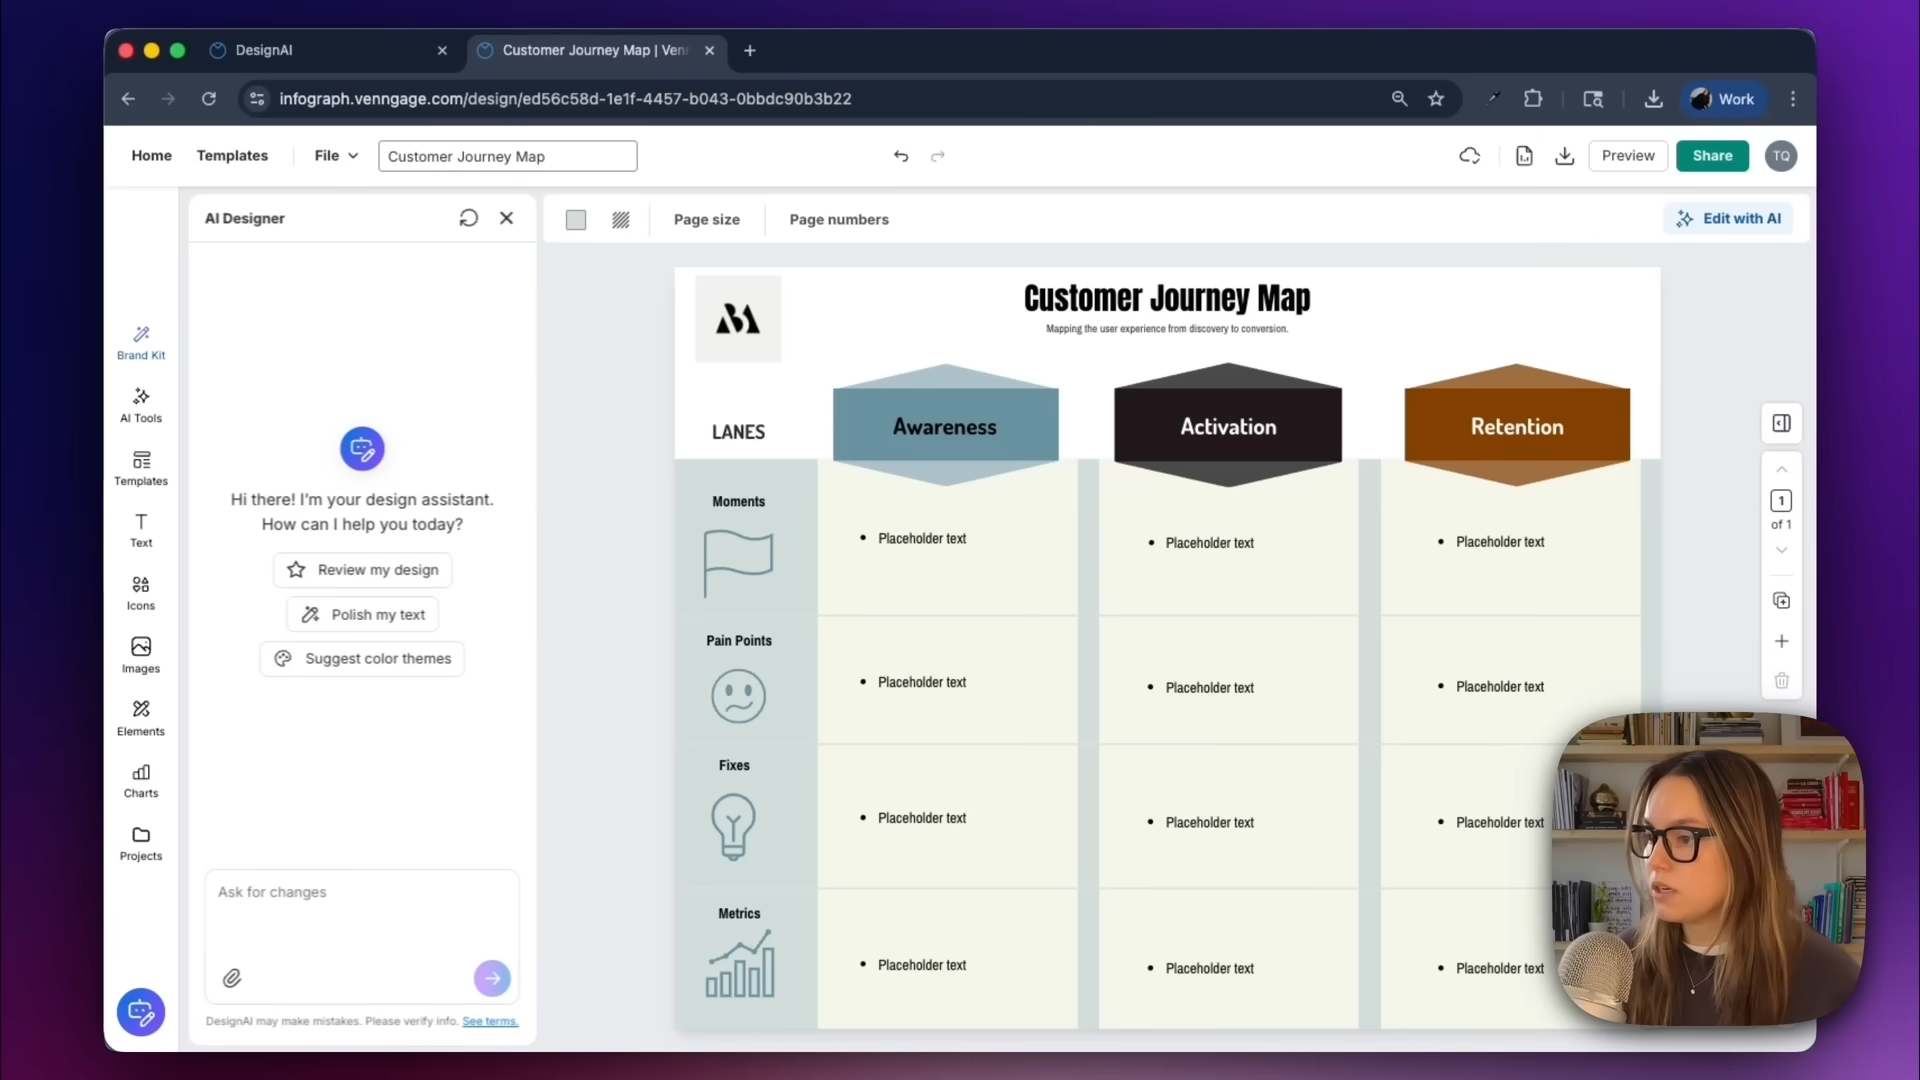 DesignAI
Customer Journey Map | Ven
infograph.venngage.com/design/ed56c58d-1e1f-4457-b043-0bbdc90b3b22
Work
Home
Templates
File
Customer Journey Map
Preview
Share
TQ
AI Designer
Page size
Page numbers
Edit with AI
Brand Kit
AI Tools
Templates
Text
Icons
Images
Elements
Charts
Projects
Hi there! I'm your design assistant.
How can I help you today?
Review my design
Polish my text
Suggest color themes
Ask for changes
DesignAI may make mistakes. Please verify info. See terms.
Customer Journey Map
Mapping the user experience from discovery to conversion.
LANES
Awareness
Activation
Retention
Moments
• Placeholder text
• Placeholder text
• Placeholder text
Pain Points
• Placeholder text
• Placeholder text
• Placeholder text
Fixes
• Placeholder text
• Placeholder text
• Placeholder text
Metrics
• Placeholder text
• Placeholder text
• Placeholder text
1
of 1